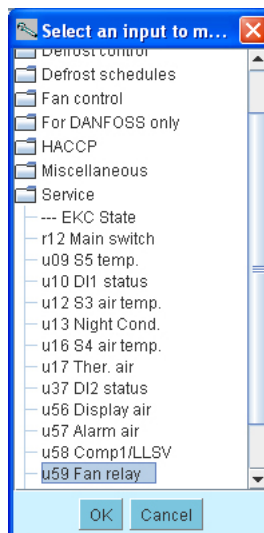 Select an input to m...
Defrost control
Defrost schedules
Fan control
For DANFOSS only
HACCP
Miscellaneous
Service
--- EKC State
r12 Main switch
u09 S5 temp.
u10 DI1 status
u12 S3 air temp.
u13 Night Cond.
u16 S4 air temp.
u17 Ther. air
u37 DI2 status
u56 Display air
u57 Alarm air
u58 Comp1/LLSV
u59 Fan relay
OK Cancel